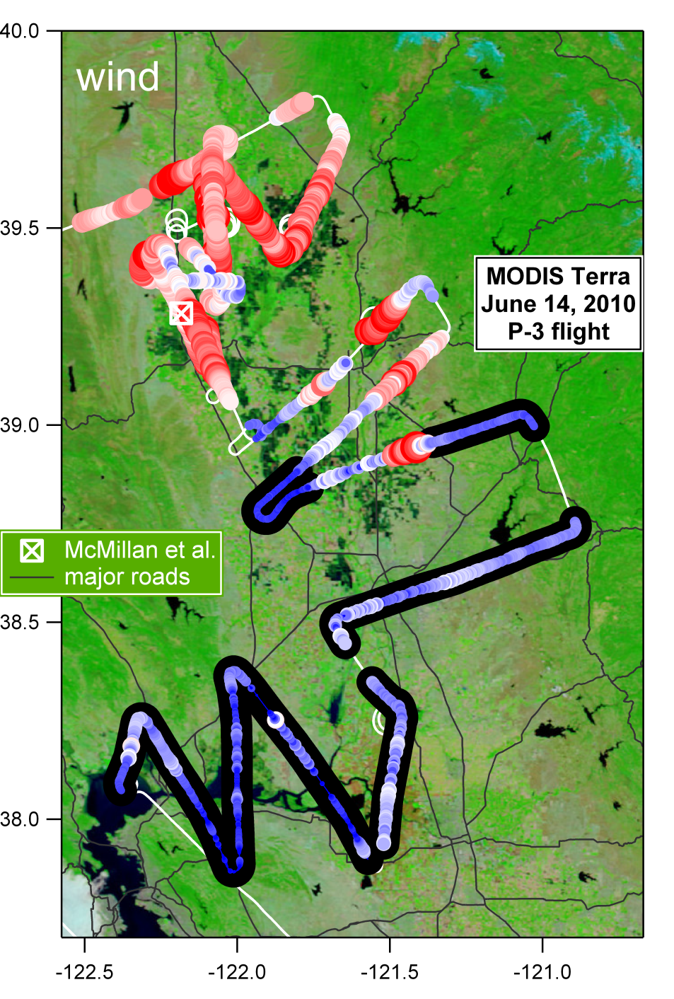 40.0
wind
39.5
MODIS Terra
June 14, 2010
P-3 flight
39.0
McMillan et al.
major roads
38.5
38.0
-122.5 -122.0 -121.5 -121.0